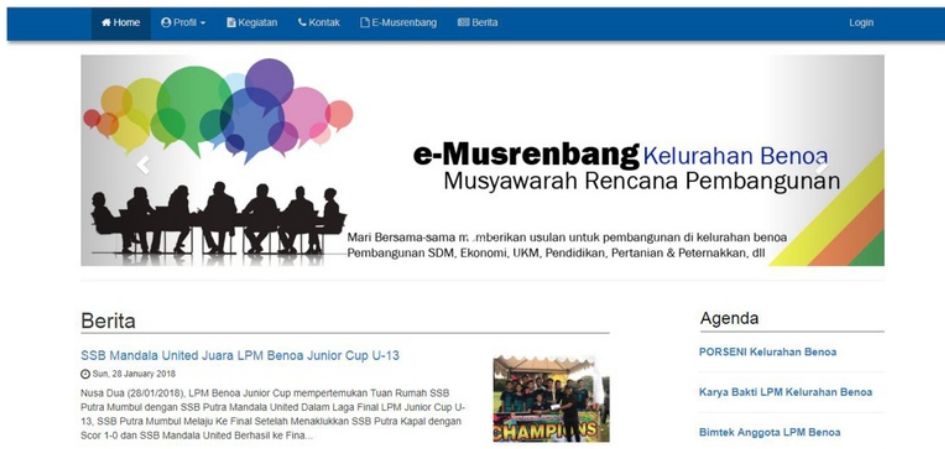 Home Profil Kegiatan Kontak E-Musrenbang Berita Login
e-Musrenbang Kelurahan Benoa
Musyawarah Rencana Pembangunan
Mari Bersama-sama m..mberikan usulan untuk pembangunan di kelurahan benoa
Pembangunan SDM, Ekonomi, UKM, Pendidikan, Pertanian & Peternakkan, dll
Berita
SSB Mandala United Juara LPM Benoa Junior Cup U-13
Sun, 28 January 2018
Nusa Dua (28/01/2018), LPM Benoa Junior Cup mempertemukan Tuan Rumah SSB
Putra Mumbul dengan SSB Putra Mandala United Dalam Laga Final LPM Junior Cup U-
13, SSB Putra Mumbul Melaju Ke Final Setelah Menaklukkan SSB Putra Kapal dengan
Scor 1-0 dan SSB Mandala United Berhasil ke Fina...
CHAMPIONS
Agenda
PORSENI Kelurahan Benoa
Karya Bakti LPM Kelurahan Benoa
Bimtek Anggota LPM Benoa